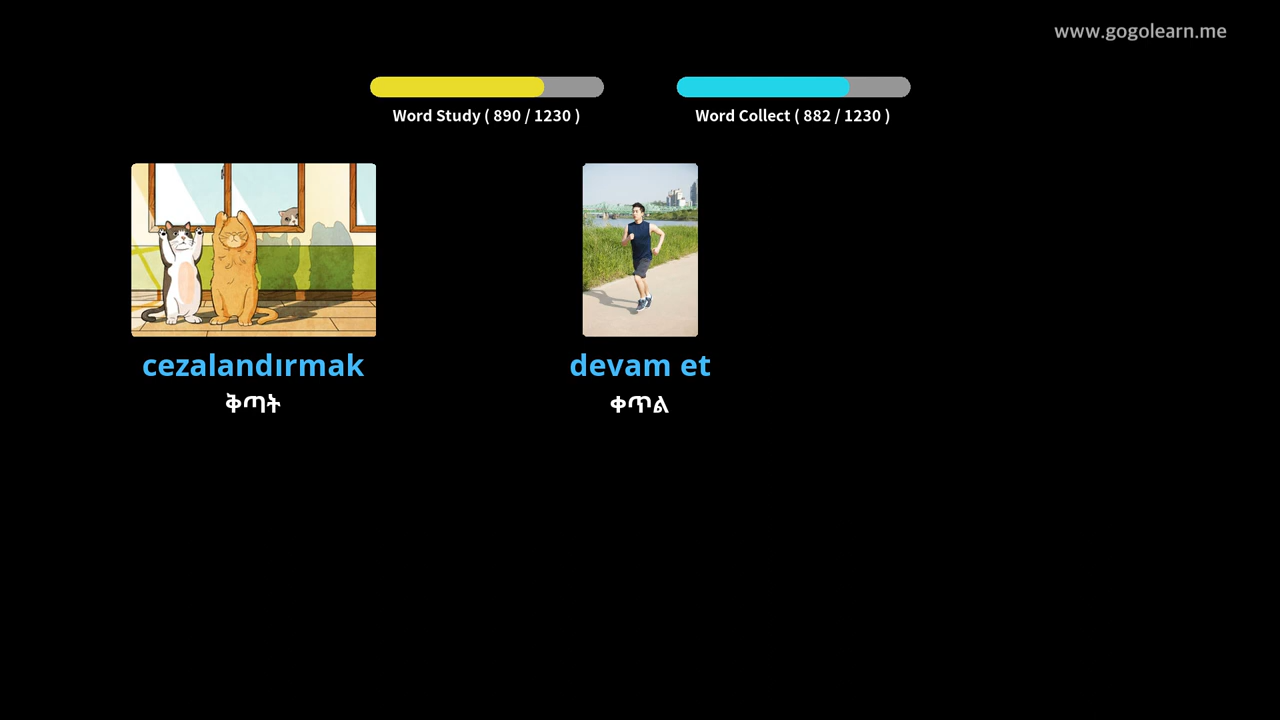 www.gogolearn.me
Word Study ( 890 / 1230 )
Word Collect ( 882 / 1230 )
cezalandırmak
ቅጣት
devam et
ቀጥል